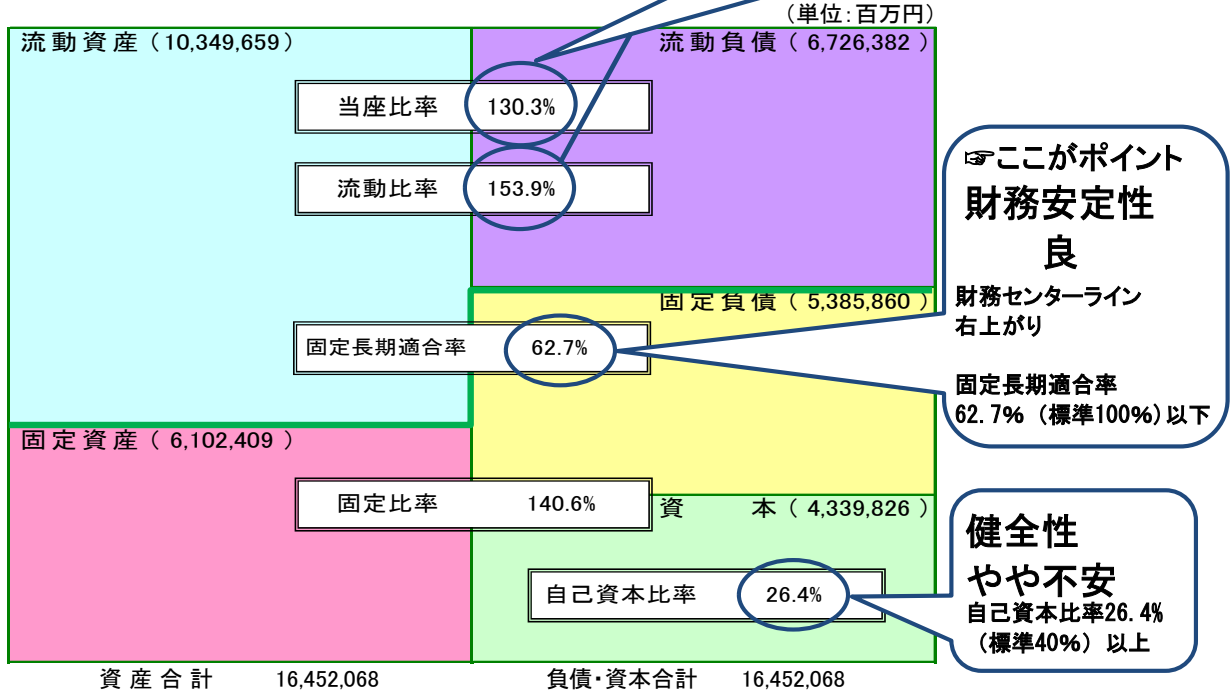 (単位:百万円)
流動資産(10,349,659)
流動負債( 6,726,382 )
当座比率 130.3%
流動比率 153.9%
☞ここがポイント
財務安定性
良
財務センターライン
右上がり
固定長期適合率
62.7% (標準100%)以下
固定負債( 5,385,860 )
固定長期適合率 62.7%
固定資産( 6,102,409 )
固定比率 140.6%
資 本( 4,339,826 )
自己資本比率 26.4%
健全性
やや不安
自己資本比率26.4%
(標準40%) 以上
資産合計 16,452,068
負債・資本合計 16,452,068